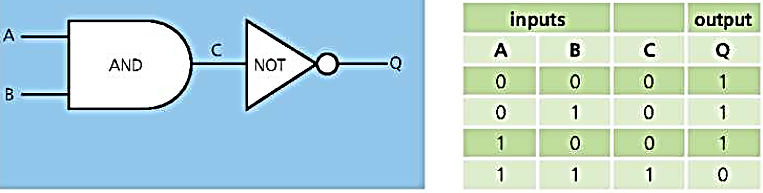 A
AND
C
NOT
Q
B
inputs output
A B C Q
0 0 0 1
0 1 0 1
1 0 0 1
1 1 1 0